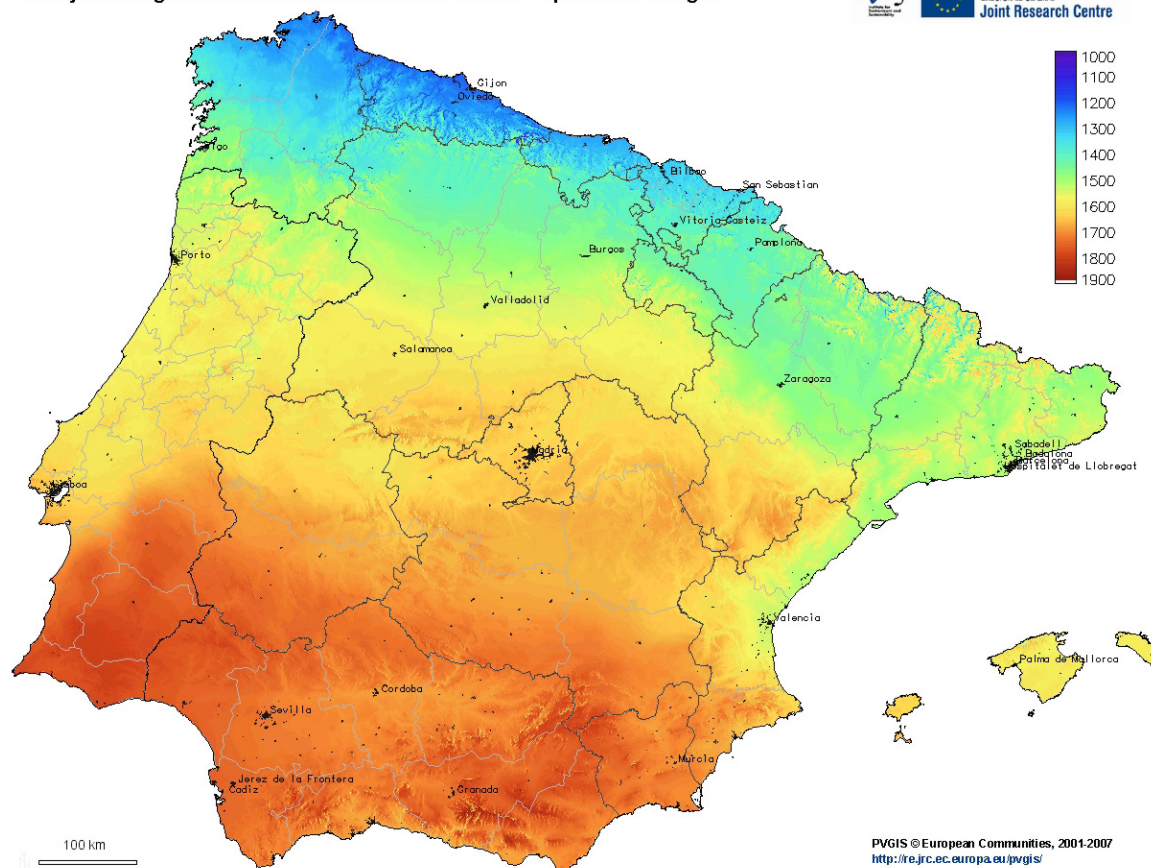 Joint Research Centre
1000
1100
1200
1300
1400
1500
1600
1700
1800
1900
Gijon
Oviedo
Bilbao
San Sebastian
Vitoria Gasteiz
Pamplona
Burgos
Porto
Valladolid
Salamanca
Zaragoza
Sabadell
Badalona
Barcelona
Hospitalet de Llobregat
Madrid
Valencia
Palma de Mallorca
Cordoba
Sevilla
Murcia
Jerez de la Frontera
Cadiz
Granada
100 km
PVGIS © European Communities, 2001-2007
http://re.jrc.ec.europa.eu/pvgis/